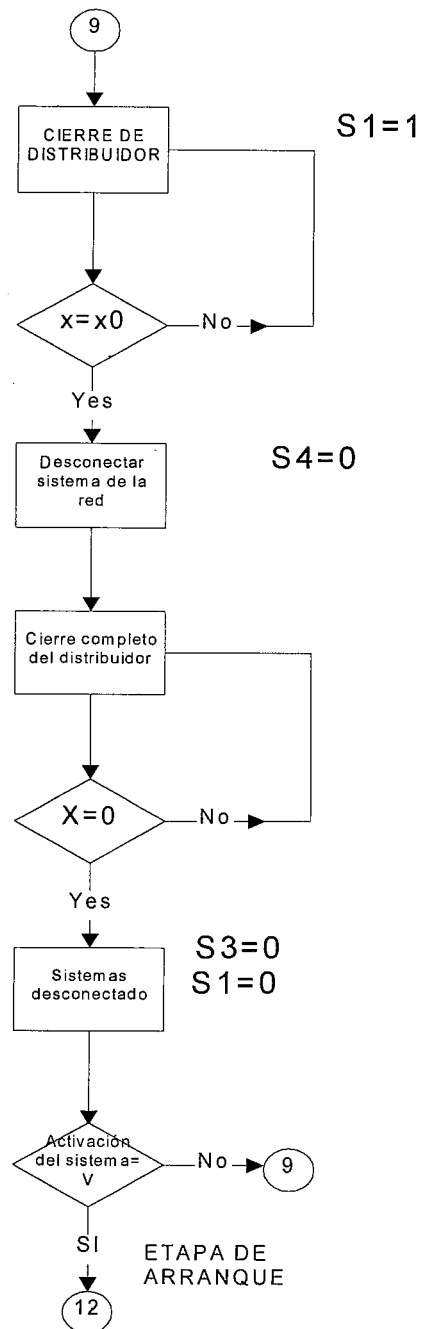 9
CIERRE DE
DISTRIBUIDOR
S1=1
x=x0
No
Yes
Desconectar
sistema de la
red
S4=0
Cierre completo
del distribuidor
X=0
No
Yes
S3=0
S1=0
Sistemas
desconectado
Activación
del sistema=
V
No
9
SI
ETAPA DE
ARRANQUE
12